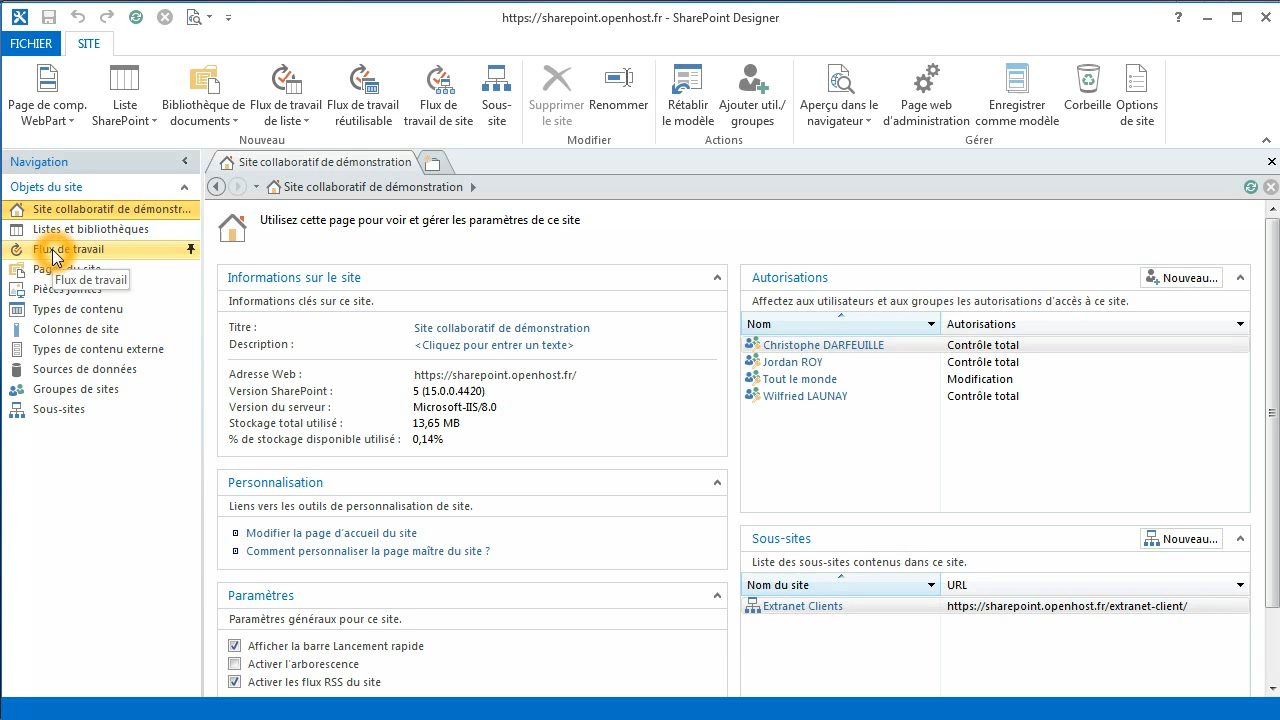 https://sharepoint.openhost.fr - SharePoint Designer
?
FICHIER
SITE
Page de comp. WebPart
Liste SharePoint
Bibliothèque de documents
Flux de travail de liste
Flux de travail réutilisable
Flux de travail de site
Sous-site
Supprimer le site
Renommer
Rétablir le modèle
Ajouter util./ groupes
Aperçu dans le navigateur
Page web d'administration
Enregistrer comme modèle
Corbeille
Options de site
Nouveau
Modifier
Actions
Gérer
Navigation
Objets du site
Site collaboratif de démonstr...
Listes et bibliothèques
Flux de travail
Flux de travail
Pièces jointes
Types de contenu
Colonnes de site
Types de contenu externe
Sources de données
Groupes de sites
Sous-sites
Site collaboratif de démonstration
Site collaboratif de démonstration
Utilisez cette page pour voir et gérer les paramètres de ce site
Informations sur le site
Informations clés sur ce site.
Titre : Site collaboratif de démonstration
Description : <Cliquez pour entrer un texte>
Adresse Web : https://sharepoint.openhost.fr/
Version SharePoint : 5 (15.0.0.4420)
Version du serveur : Microsoft-IIS/8.0
Stockage total utilisé : 13,65 MB
% de stockage disponible utilisé : 0,14%
Personnalisation
Liens vers les outils de personnalisation de site.
Modifier la page d'accueil du site
Comment personnaliser la page maître du site ?
Paramètres
Paramètres généraux pour ce site.
Afficher la barre Lancement rapide
Activer l'arborescence
Activer les flux RSS du site
Autorisations
Nouveau...
Affectez aux utilisateurs et aux groupes les autorisations d'accès à ce site.
Nom Autorisations
Christophe DARFEUILLE Contrôle total
Jordan ROY Contrôle total
Tout le monde Modification
Wilfried LAUNAY Contrôle total
Sous-sites
Nouveau...
Liste des sous-sites contenus dans ce site.
Nom du site URL
Extranet Clients https://sharepoint.openhost.fr/extranet-client/